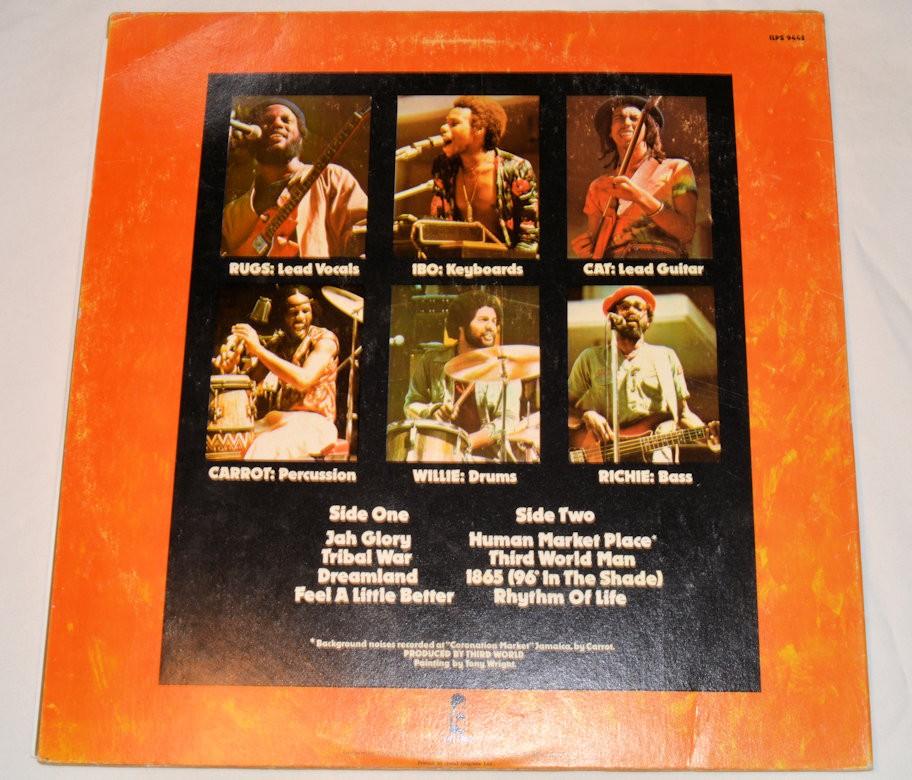 ILPS 9443
RUGS: Lead Vocals
IBO: Keyboards
CAT: Lead Guitar
CARROT: Percussion
WILLIE: Drums
RICHIE: Bass
Side One
Jah Glory
Tribal War
Dreamland
Feel A Little Better
Side Two
Human Market Place*
Third World Man
1865 (96° In The Shade)
Rhythm Of Life
*Background noises recorded at "Coronation Market" Jamaica, by Carrot.
PRODUCED BY THIRD WORLD
Painting by Tony Wright.